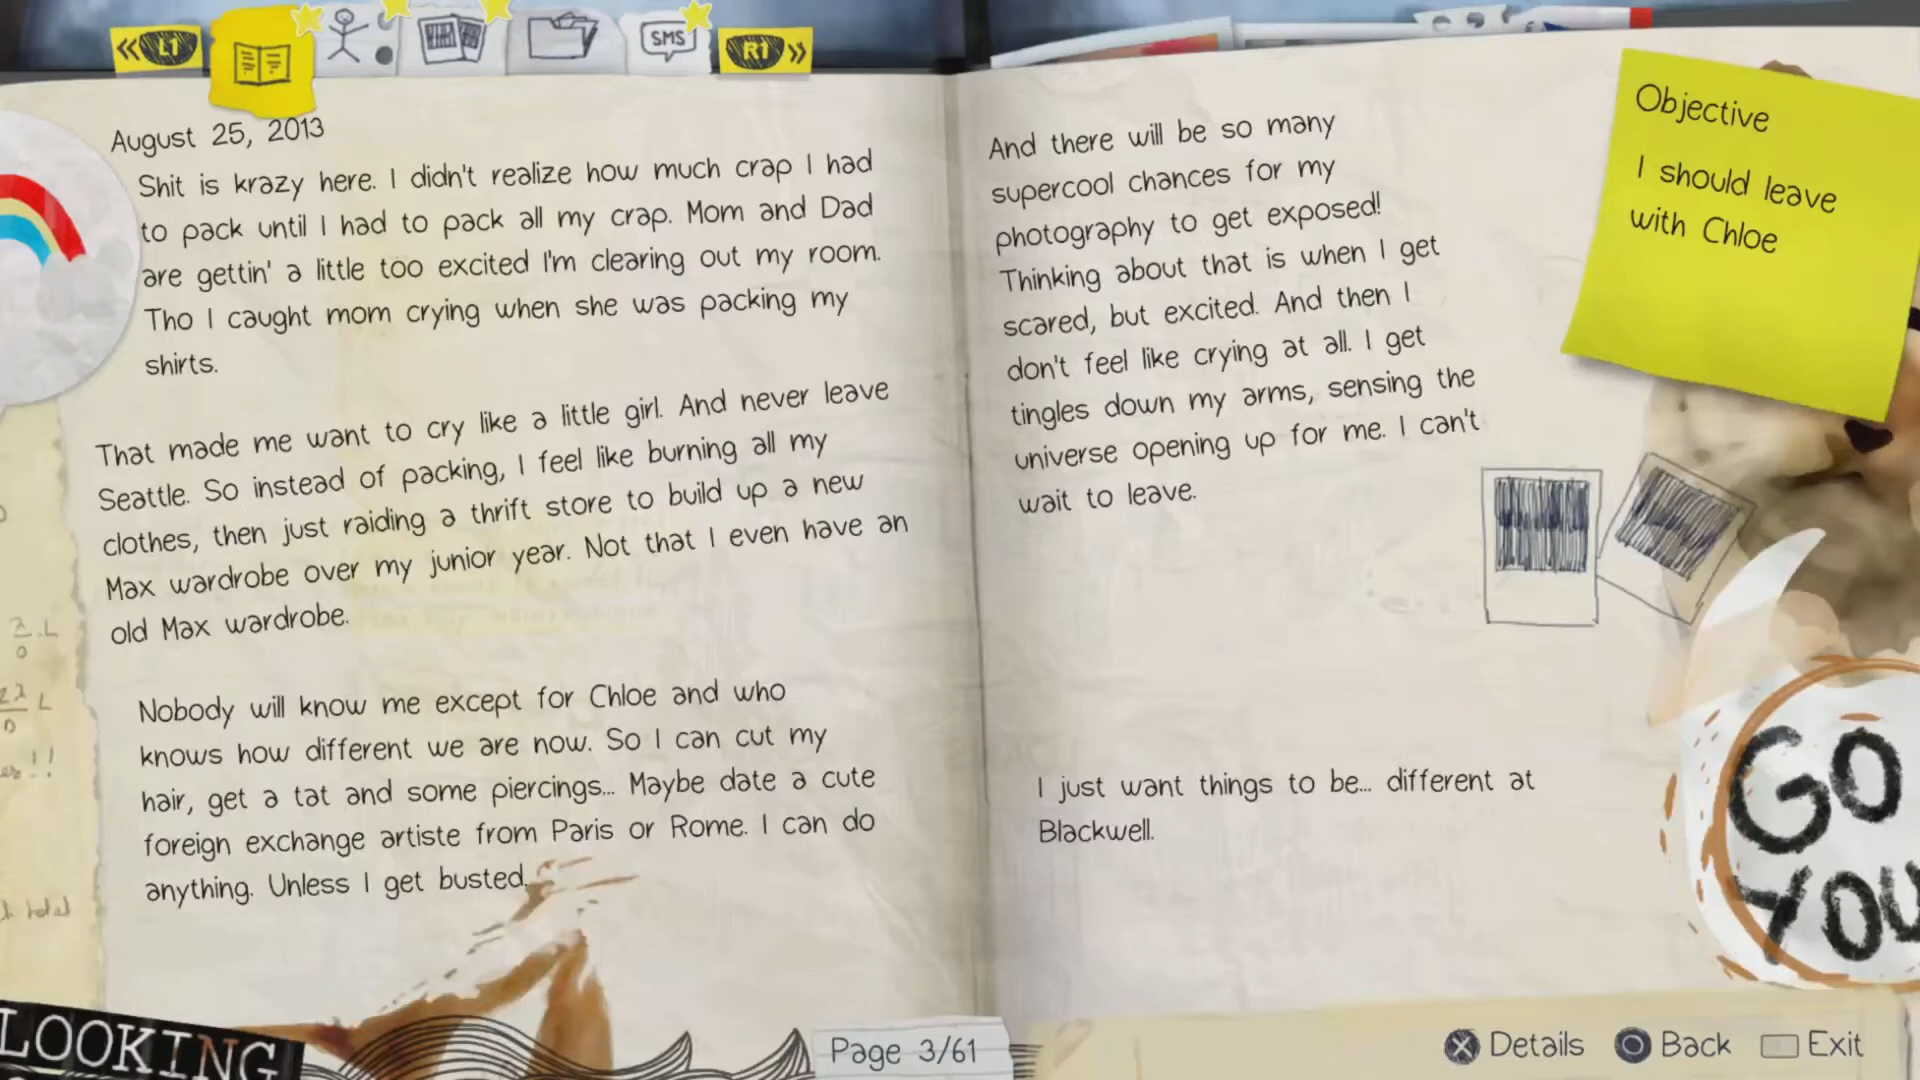 L1
SMS
R1
August 25, 2013
Shit is krazy here. I didn't realize how much crap I had
to pack until I had to pack all my crap. Mom and Dad
are gettin' a little too excited I'm clearing out my room.
Tho I caught mom crying when she was packing my
shirts.
That made me want to cry like a little girl. And never leave
Seattle. So instead of packing, I feel like burning all my
clothes, then just raiding a thrift store to build up a new
Max wardrobe over my junior year. Not that I even have an
old Max wardrobe.
Nobody will know me except for Chloe and who
knows how different we are now. So I can cut my
hair, get a tat and some piercings... Maybe date a cute
foreign exchange artiste from Paris or Rome. I can do
anything. Unless I get busted.
And there will be so many
supercool chances for my
photography to get exposed!
Thinking about that is when I get
scared, but excited. And then I
don't feel like crying at all. I get
tingles down my arms, sensing the
universe opening up for me. I can't
wait to leave.
I just want things to be... different at
Blackwell.
Objective
I should leave
with Chloe
GO
YOU
LOOKING
Page 3/61
Details
Back
Exit